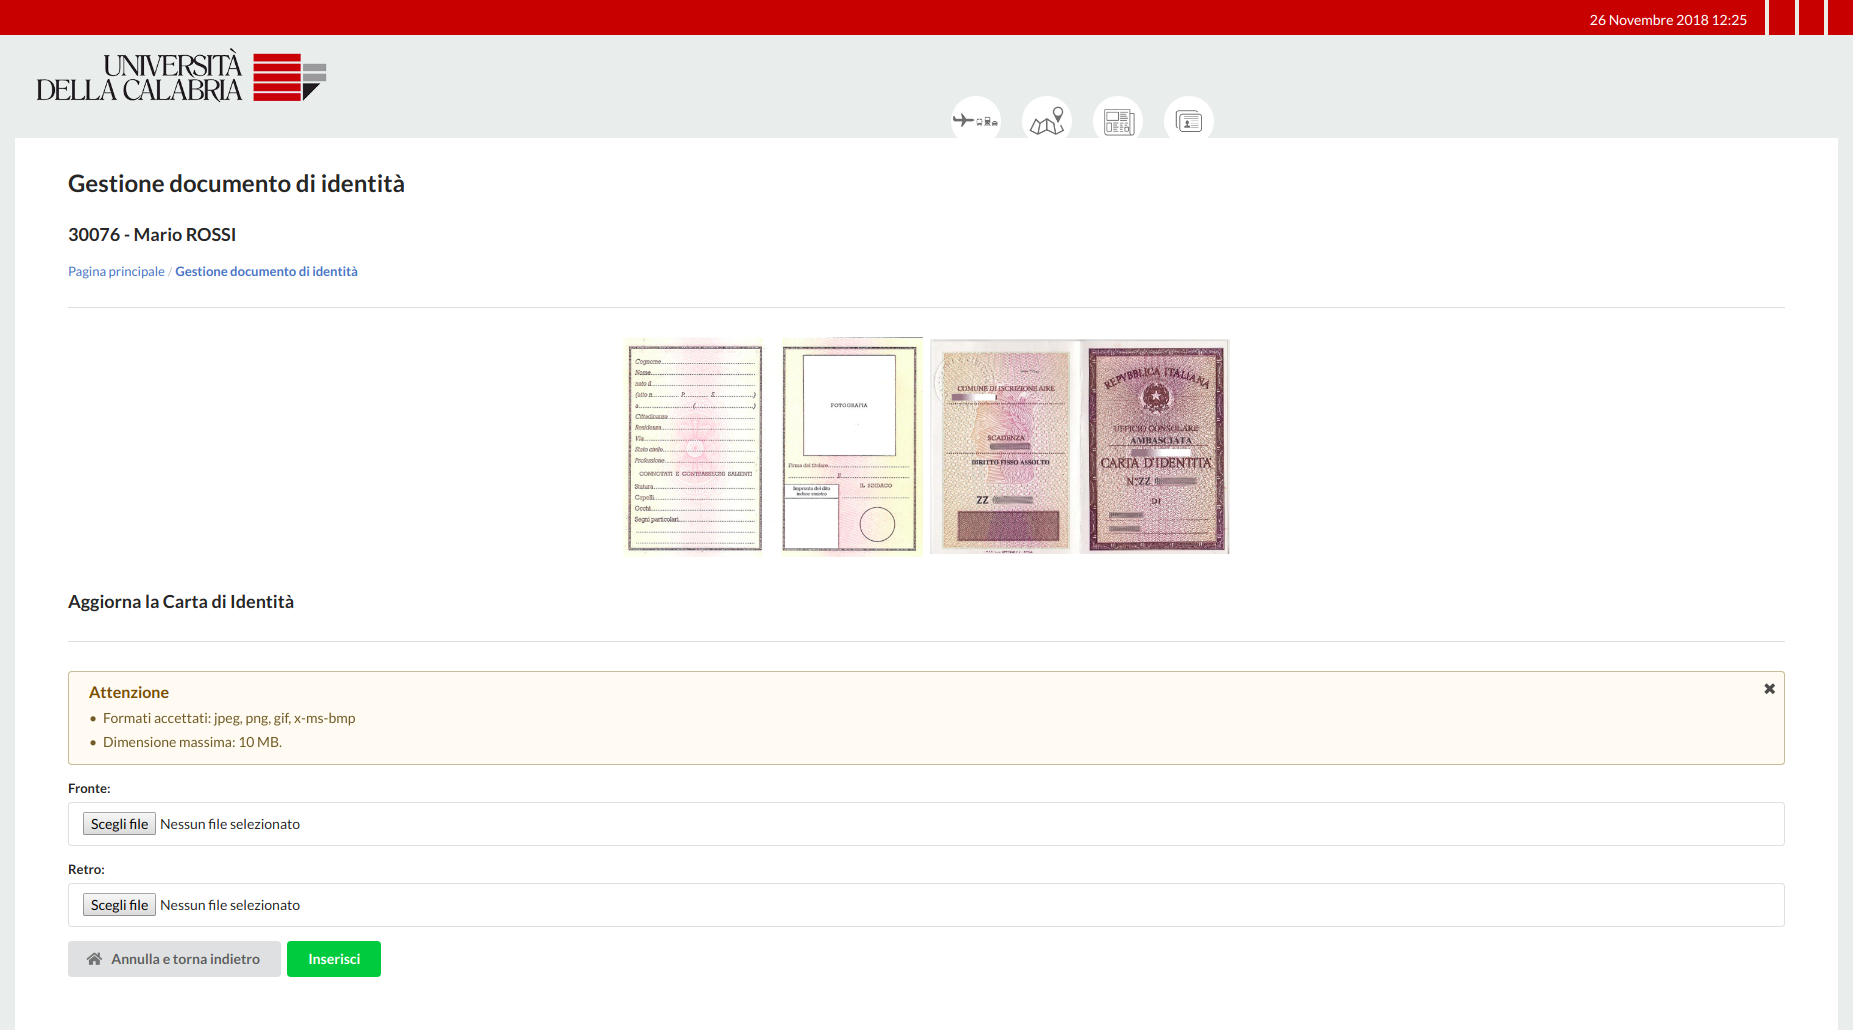 26 Novembre 2018 12:25
UNIVERSITÀ
DELLA CALABRIA
Gestione documento di identità
30076 - Mario ROSSI
Pagina principale / Gestione documento di identità
Cognome
Nome
nato il
(atto n. P. S. )
a ( )
Cittadinanza
Residenza
Via
Stato civile
Professione
CONNOTATI E CONTRASSEGNI SALIENTI
Statura
Capelli
Occhi
Segni particolari
FOTOGRAFIA
Firma del titolare
IL SINDACO
Impronta del dito
indice sinistro
COMUNE DI ISCRIZIONE AIRE
SCADENZA
DIRITTO FISSO ASSOLTO
ZZ
REPVBBLICA ITALIANA
UFFICIO CONSOLARE
AMBASCIATA
CARTA D'IDENTITA
N°ZZ
DI
Aggiorna la Carta di Identità
Attenzione
• Formati accettati: jpeg, png, gif, x-ms-bmp
• Dimensione massima: 10 MB.
Fronte:
Scegli file Nessun file selezionato
Retro:
Scegli file Nessun file selezionato
Annulla e torna indietro
Inserisci